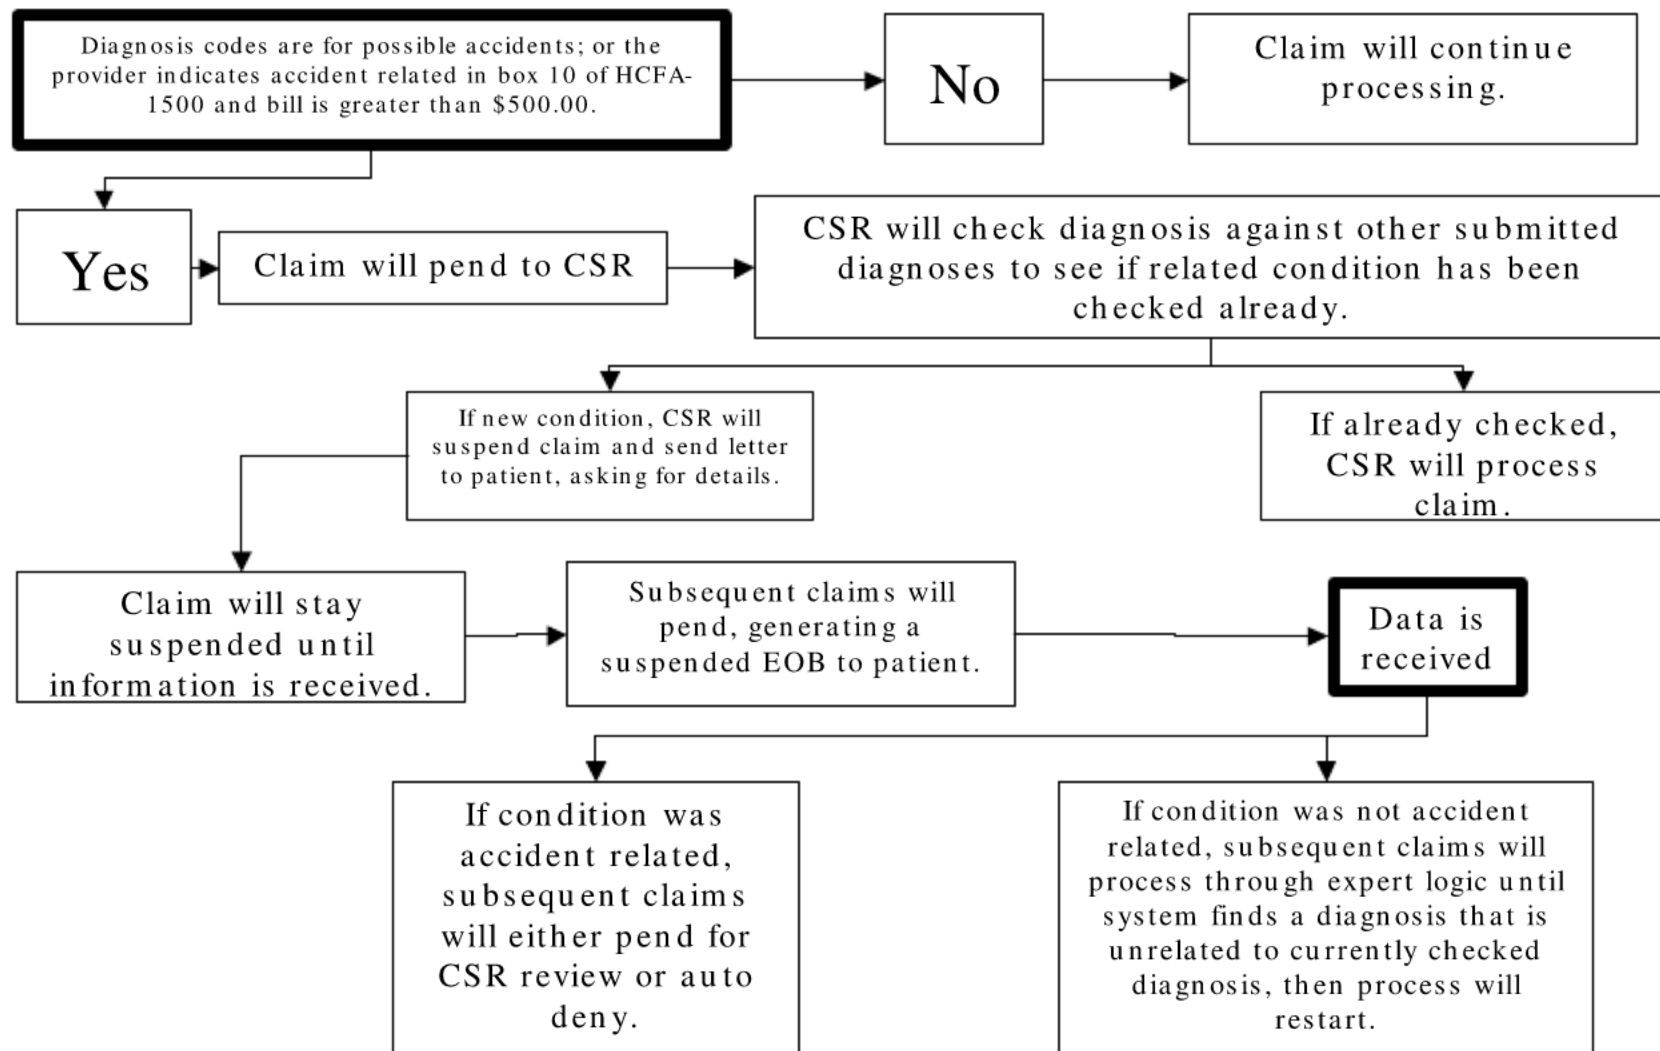 Diagnosis codes are for possible accidents; or the
provider indicates accident related in box 10 of HCFA-
1500 and bill is greater than $500.00.
No
Claim will continue
processing.
Yes
Claim will pend to CSR
CSR will check diagnosis against other submitted
diagnoses to see if related condition has been
checked already.
If new condition, CSR will
suspend claim and send letter
to patient, asking for details.
If already checked,
CSR will process
claim.
Claim will stay
suspended until
information is received.
Subsequent claims will
pend, generating a
suspended EOB to patient.
Data is
received
If condition was
accident related,
subsequent claims
will either pend for
CSR review or auto
deny.
If condition was not accident
related, subsequent claims will
process through expert logic until
system finds a diagnosis that is
unrelated to currently checked
diagnosis, then process will
restart.